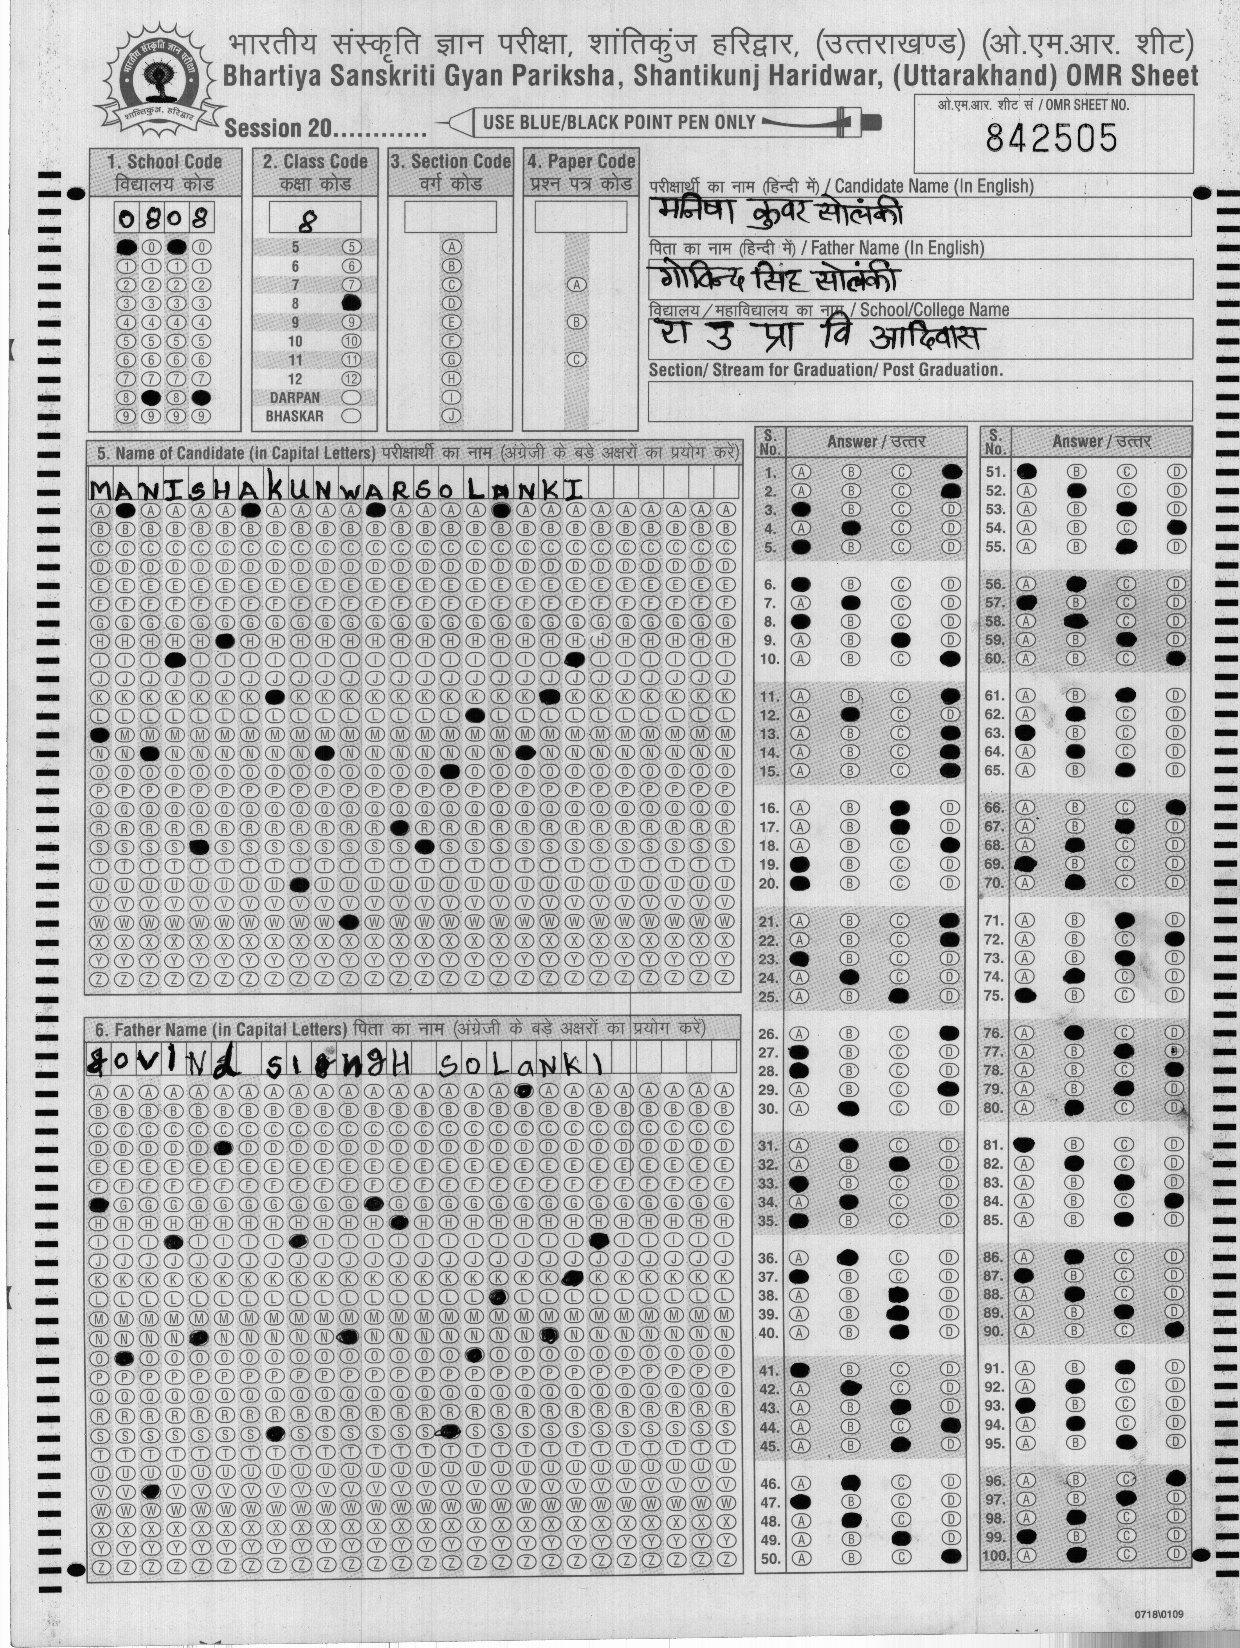 भारतीय संस्कृति ज्ञान परीक्षा, शांतिकुंज हरिद्वार, (उत्तराखण्ड) (ओ.एम.आर. शीट)
Bhartiya Sanskriti Gyan Pariksha, Shantikunj Haridwar, (Uttarakhand) OMR Sheet
Session 20............
USE BLUE/BLACK POINT PEN ONLY
ओ.एम.आर. शीट सं / OMR SHEET NO.
842505
1. School Code
विद्यालय कोड
0808
2. Class Code
कक्षा कोड
8
5
6
7
8
9
10
11
12
DARPAN
BHASKAR
3. Section Code
वर्ग कोड
4. Paper Code
प्रश्न पत्र कोड
परीक्षार्थी का नाम (हिन्दी में) / Candidate Name (In English)
मनिषा कुवर सोलंकी
पिता का नाम (हिन्दी में) / Father Name (In English)
गोविन्द सिंह सोलंकी
विद्यालय/महाविद्यालय का नाम / School/College Name
रा उ प्रा वि आदिवास
Section/ Stream for Graduation/ Post Graduation.
5. Name of Candidate (in Capital Letters) परीक्षार्थी का नाम (अंग्रेजी के बड़े अक्षरों का प्रयोग करें)
MANISHAKUNWARSOLANKI
6. Father Name (in Capital Letters) पिता का नाम (अंग्रेजी के बड़े अक्षरों का प्रयोग करें)
govINd sinngH SOLaNKI
S. No. Answer / उत्तर
S. No. Answer / उत्तर
0718\0109